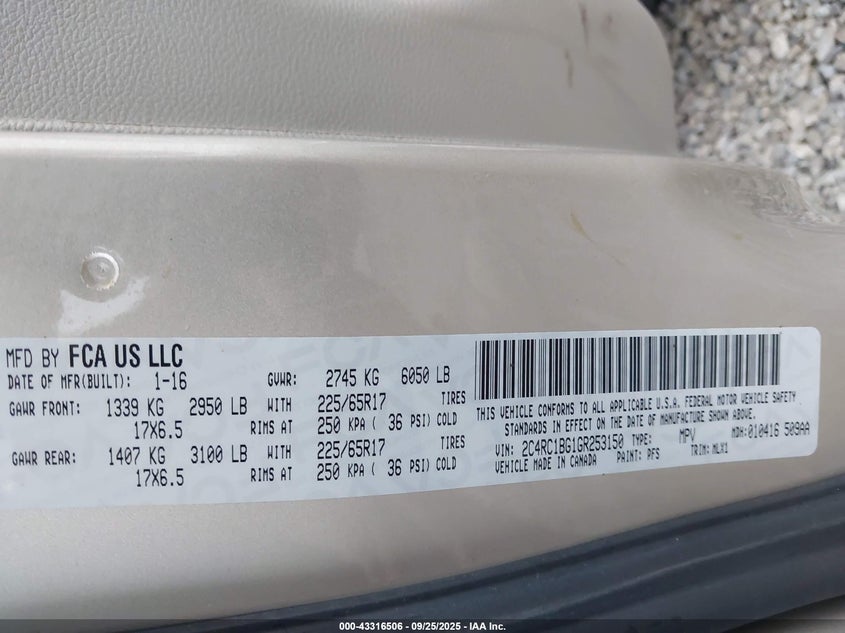 MFD BY FCA US LLC
DATE OF MFR(BUILT): 1-16 GVWR: 2745 KG 6050 LB
GAWR FRONT: 1339 KG 2950 LB WITH 225/65R17 TIRES
17X6.5 RIMS AT 250 KPA ( 36 PSI) COLD
GAWR REAR: 1407 KG 3100 LB WITH 225/65R17 TIRES
17X6.5 RIMS AT 250 KPA ( 36 PSI) COLD
THIS VEHICLE CONFORMS TO ALL APPLICABLE U.S.A. FEDERAL MOTOR VEHICLE SAFETY
STANDARDS IN EFFECT ON THE DATE OF MANUFACTURE SHOWN ABOVE.
VIN: 2C4RC1BG1GR253150 TYPE: MPV MDH: 010416 509AA
VEHICLE MADE IN CANADA PAINT: PFS TRIM: MLX1
000-43316506 - 09/25/2025 - IAA Inc.